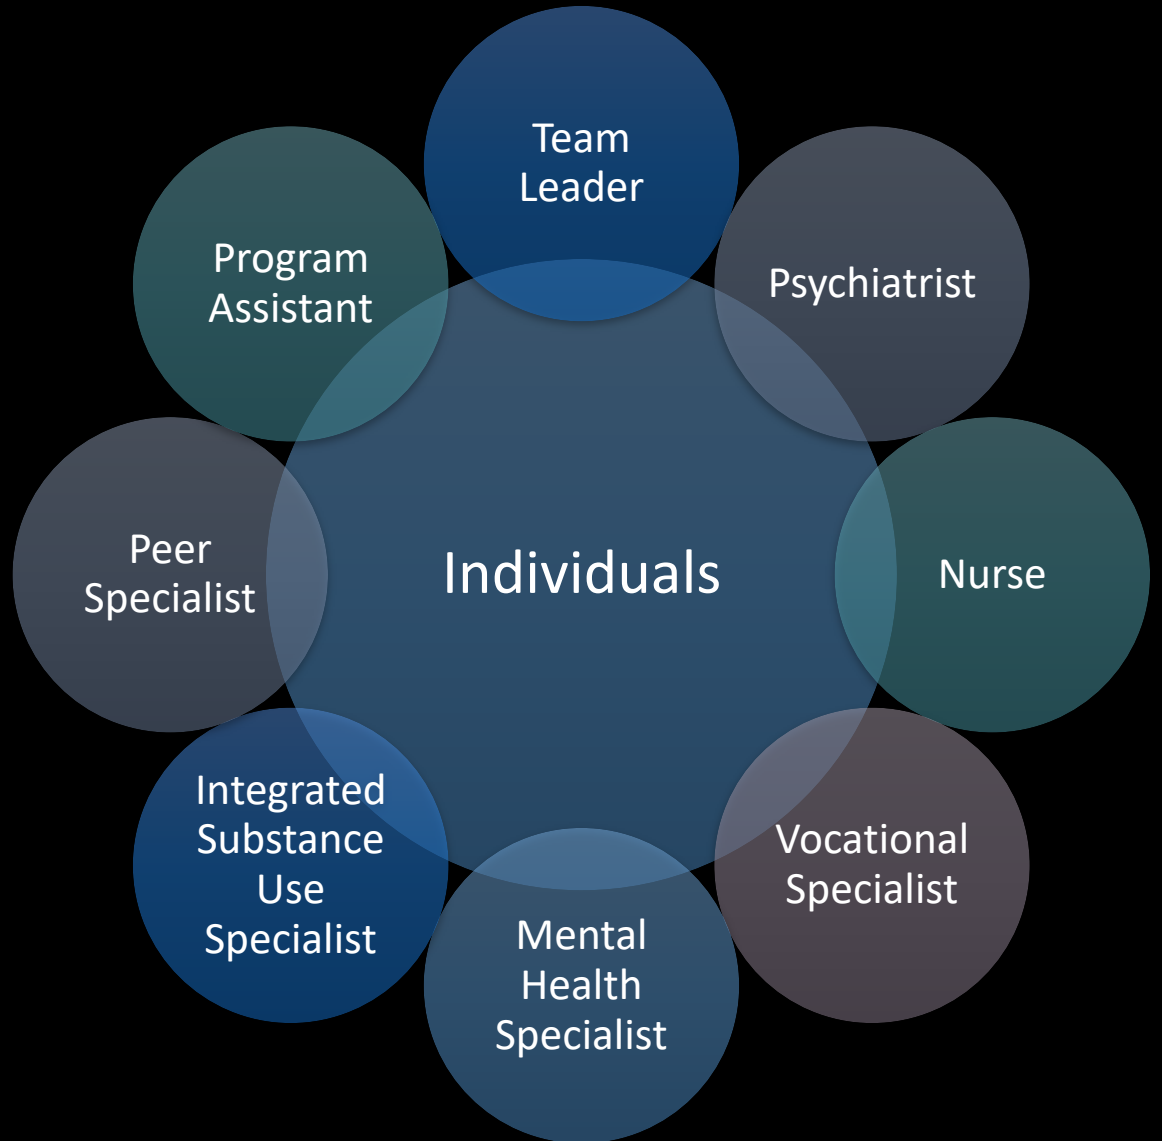 Team
Leader
Psychiatrist
Nurse
Vocational
Specialist
Mental
Health
Specialist
Integrated
Substance
Use
Specialist
Peer
Specialist
Program
Assistant
Individuals